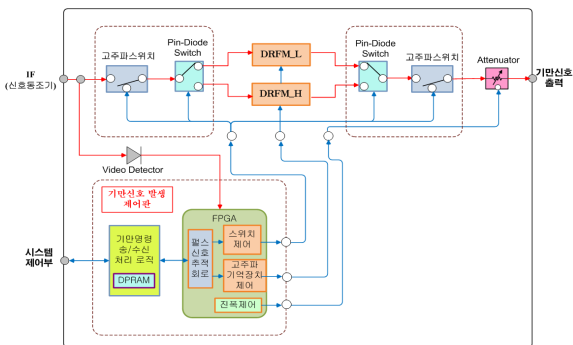 고주파스위치
Pin-Diode
Switch
DRFM_L
DRFM_H
Pin-Diode
Switch
고주파스위치
Attenuator
IF
(신호동조기)
기만신호
출력
Video Detector
기만신호 발생
제어판
FPGA
기만명령
송/수신
처리 로직
DPRAM
펄스
신호
추적
회로
스위치
제어
고주파
기억장치
제어
진폭제어
시스템
제어부